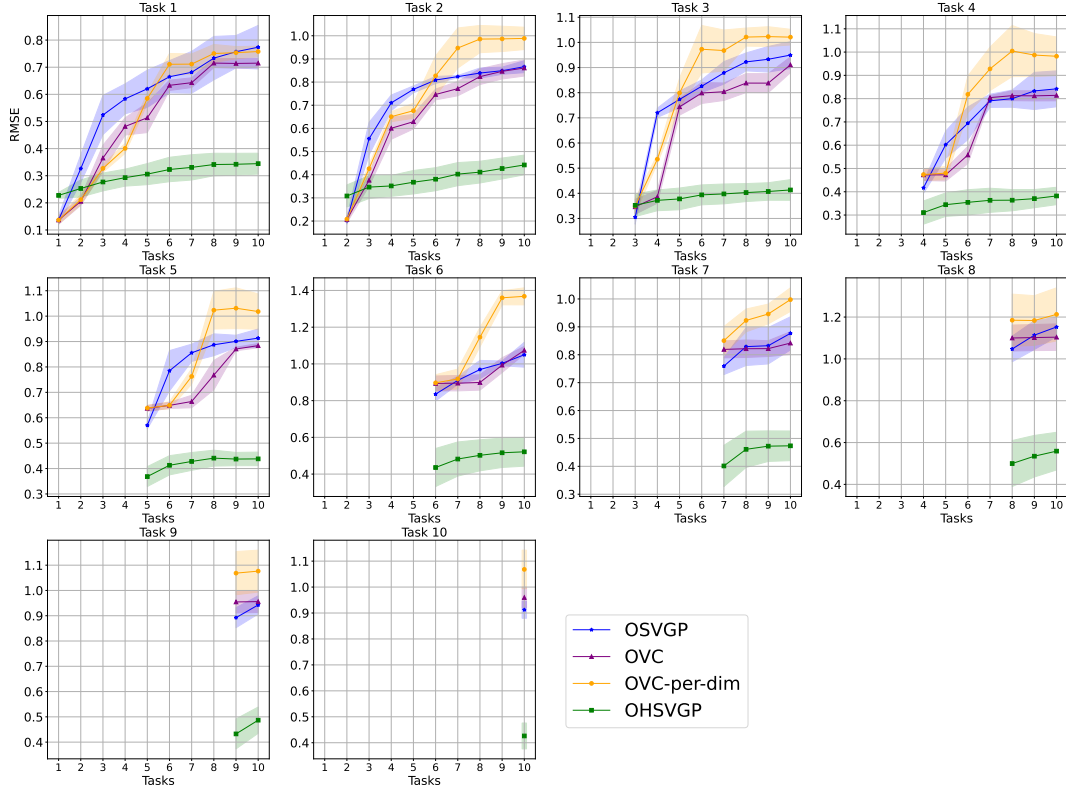 Task 1
Task 2
Task 3
Task 4
RMSE
0.8
0.7
0.6
0.5
0.4
0.3
0.2
0.1
1 2 3 4 5 6 7 8 9 10
Tasks
1.0
0.9
0.8
0.7
0.6
0.5
0.4
0.3
0.2
1 2 3 4 5 6 7 8 9 10
Tasks
1.1
1.0
0.9
0.8
0.7
0.6
0.5
0.4
0.3
1 2 3 4 5 6 7 8 9 10
Tasks
1.1
1.0
0.9
0.8
0.7
0.6
0.5
0.4
0.3
1 2 3 4 5 6 7 8 9 10
Tasks
Task 5
Task 6
Task 7
Task 8
1.1
1.0
0.9
0.8
0.7
0.6
0.5
0.4
0.3
1 2 3 4 5 6 7 8 9 10
Tasks
1.4
1.2
1.0
0.8
0.6
0.4
1 2 3 4 5 6 7 8 9 10
Tasks
1.0
0.9
0.8
0.7
0.6
0.5
0.4
0.3
1 2 3 4 5 6 7 8 9 10
Tasks
1.2
1.0
0.8
0.6
0.4
1 2 3 4 5 6 7 8 9 10
Tasks
Task 9
Task 10
1.1
1.0
0.9
0.8
0.7
0.6
0.5
0.4
1 2 3 4 5 6 7 8 9 10
Tasks
1.1
1.0
0.9
0.8
0.7
0.6
0.5
0.4
1 2 3 4 5 6 7 8 9 10
Tasks
OSVGP
OVC
OVC-per-dim
OHSVGP